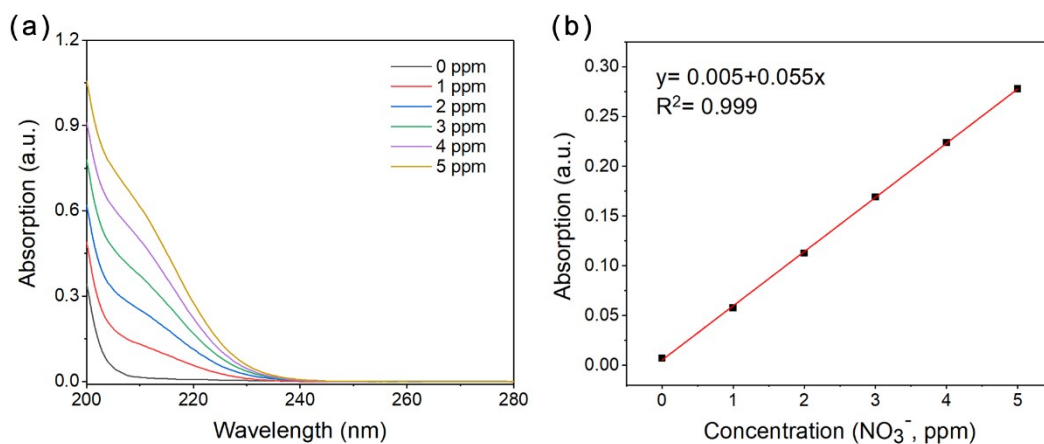 (a)
Absorption (a.u.)
1.2
0.9
0.6
0.3
0.0
0 ppm
1 ppm
2 ppm
3 ppm
4 ppm
5 ppm
200 220 240 260 280
Wavelength (nm)
(b)
Absorption (a.u.)
0.30
0.25
0.20
0.15
0.10
0.05
0.00
y= 0.005+0.055x
R²= 0.999
0 1 2 3 4 5
Concentration (NO₃⁻, ppm)